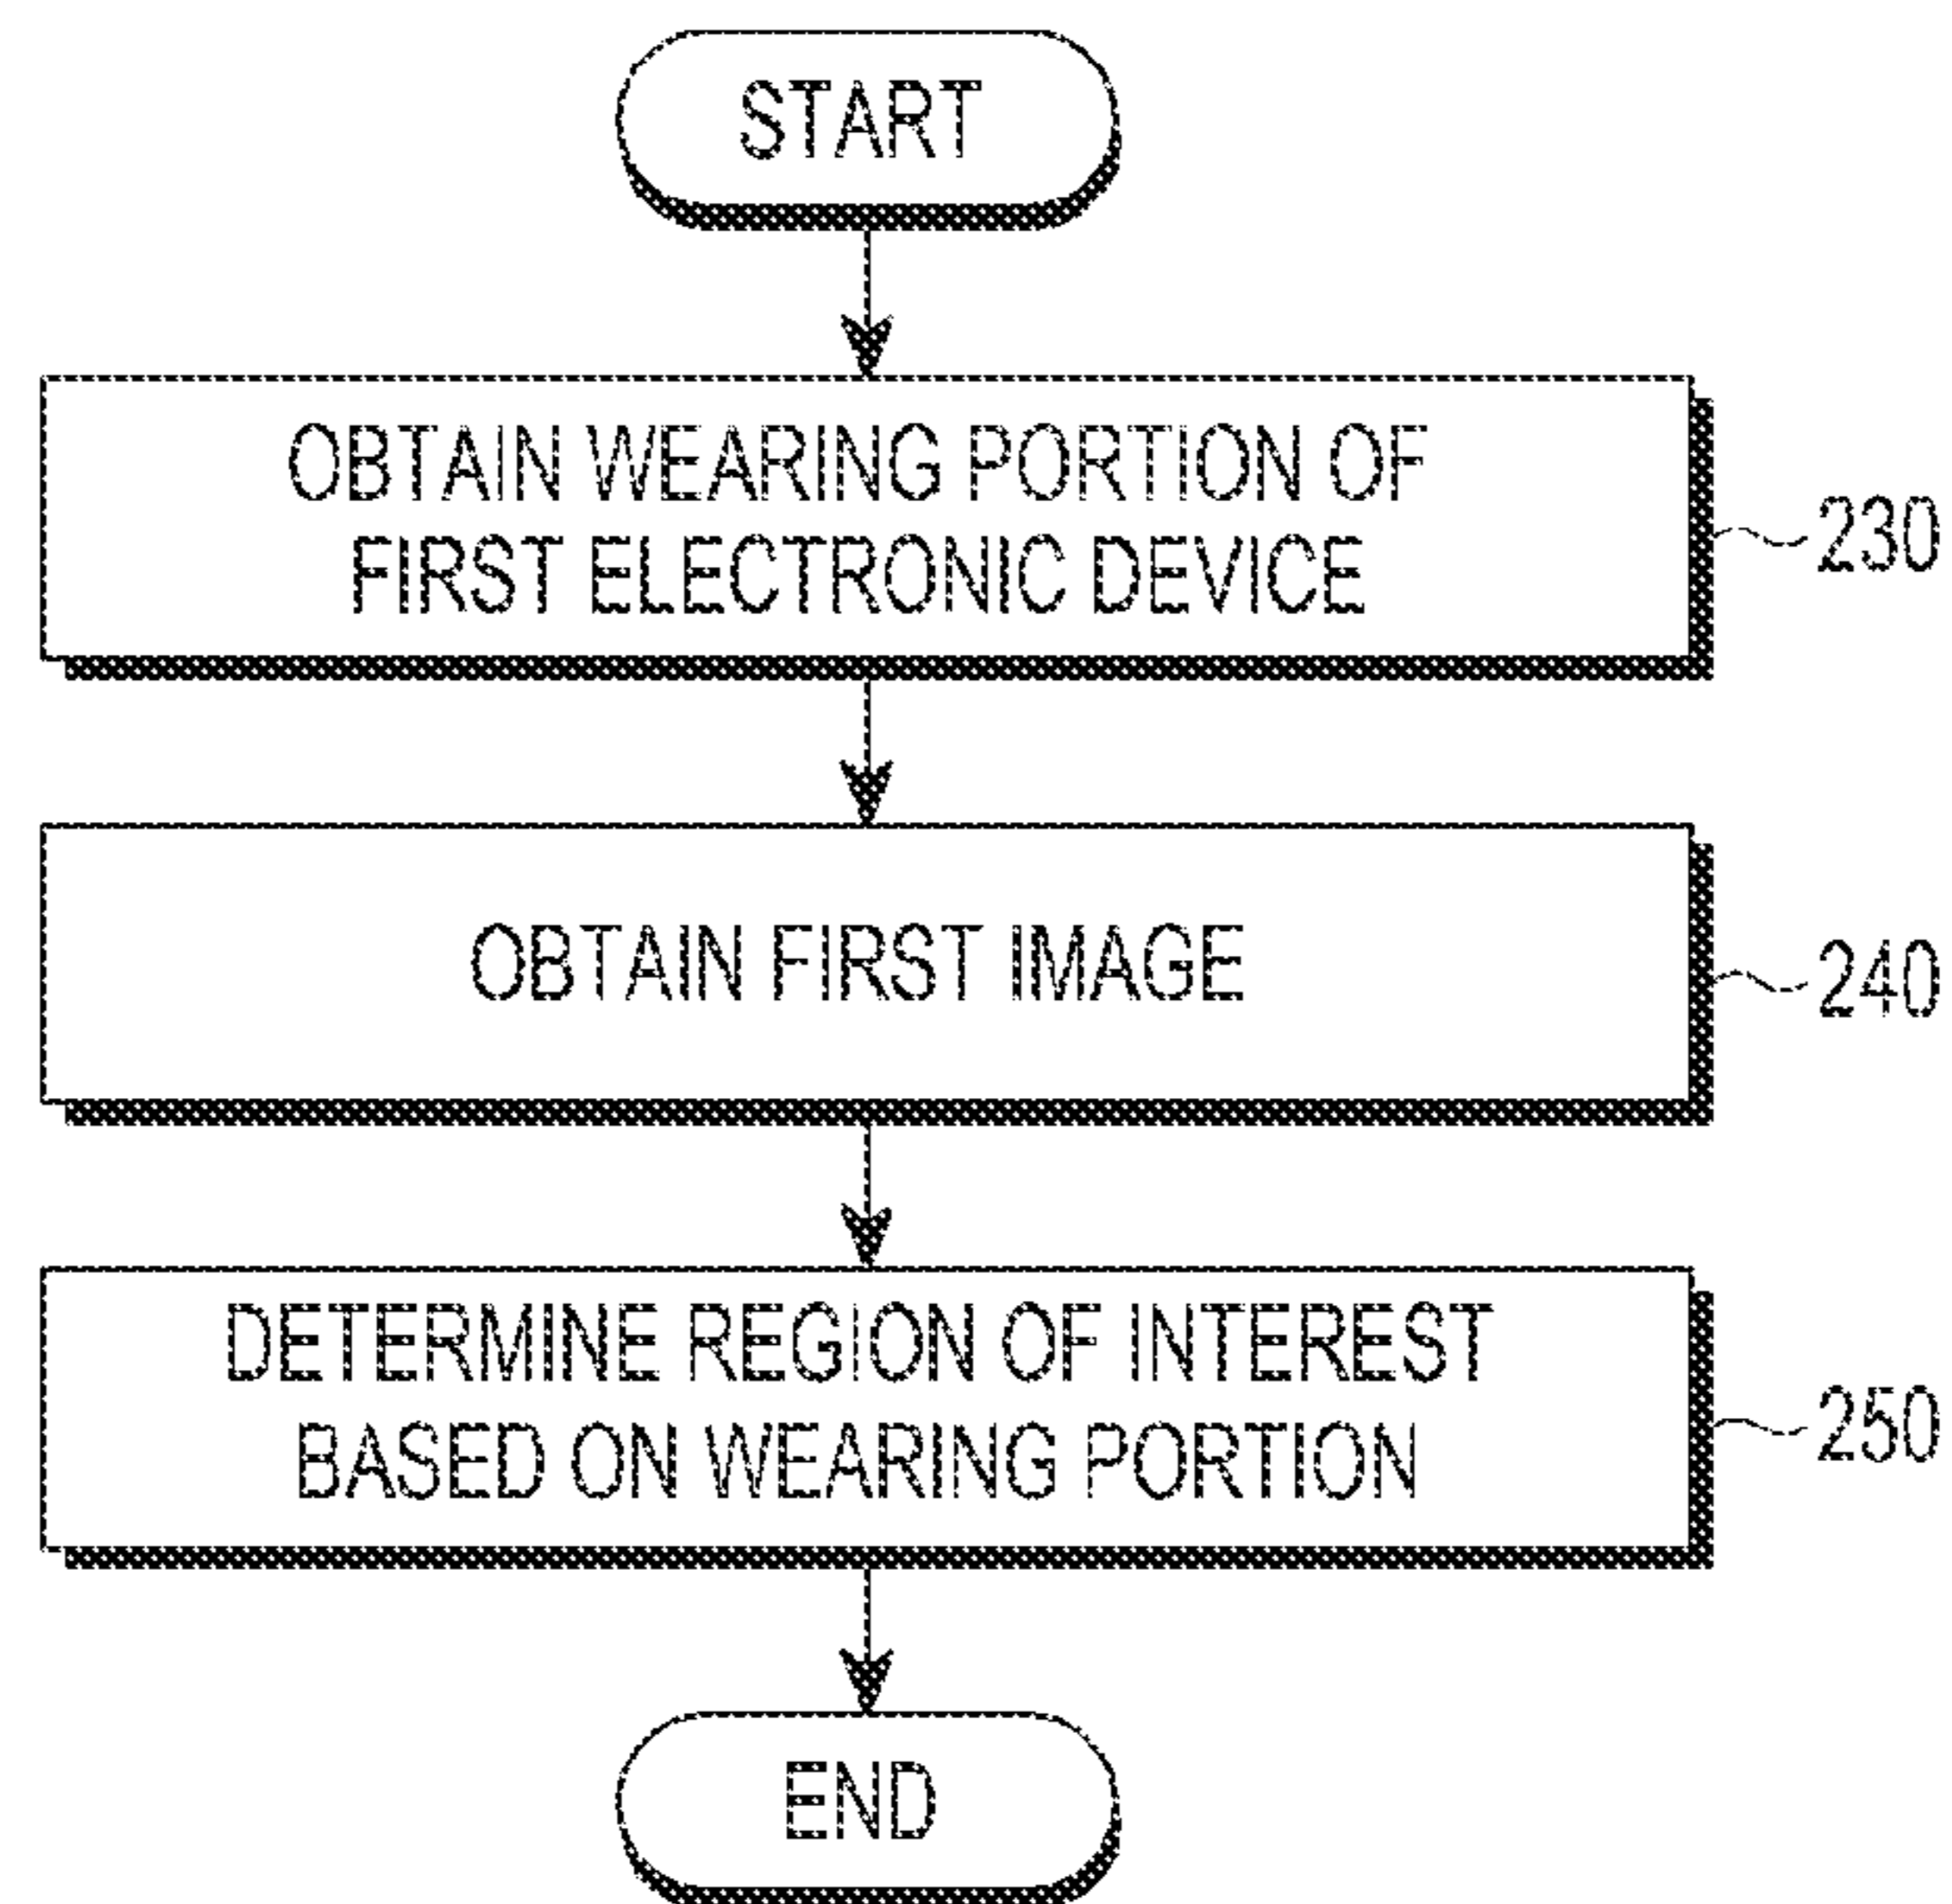 START
OBTAIN WEARING PORTION OF
FIRST ELECTRONIC DEVICE
230
OBTAIN FIRST IMAGE
240
DETERMINE REGION OF INTEREST
BASED ON WEARING PORTION
250
END